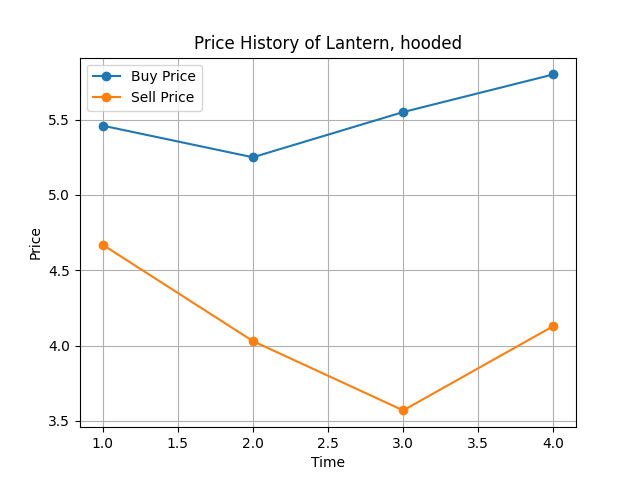 Price History of Lantern, hooded
Buy Price
Sell Price
Price
5.5
5.0
4.5
4.0
3.5
1.0 1.5 2.0 2.5 3.0 3.5 4.0
Time